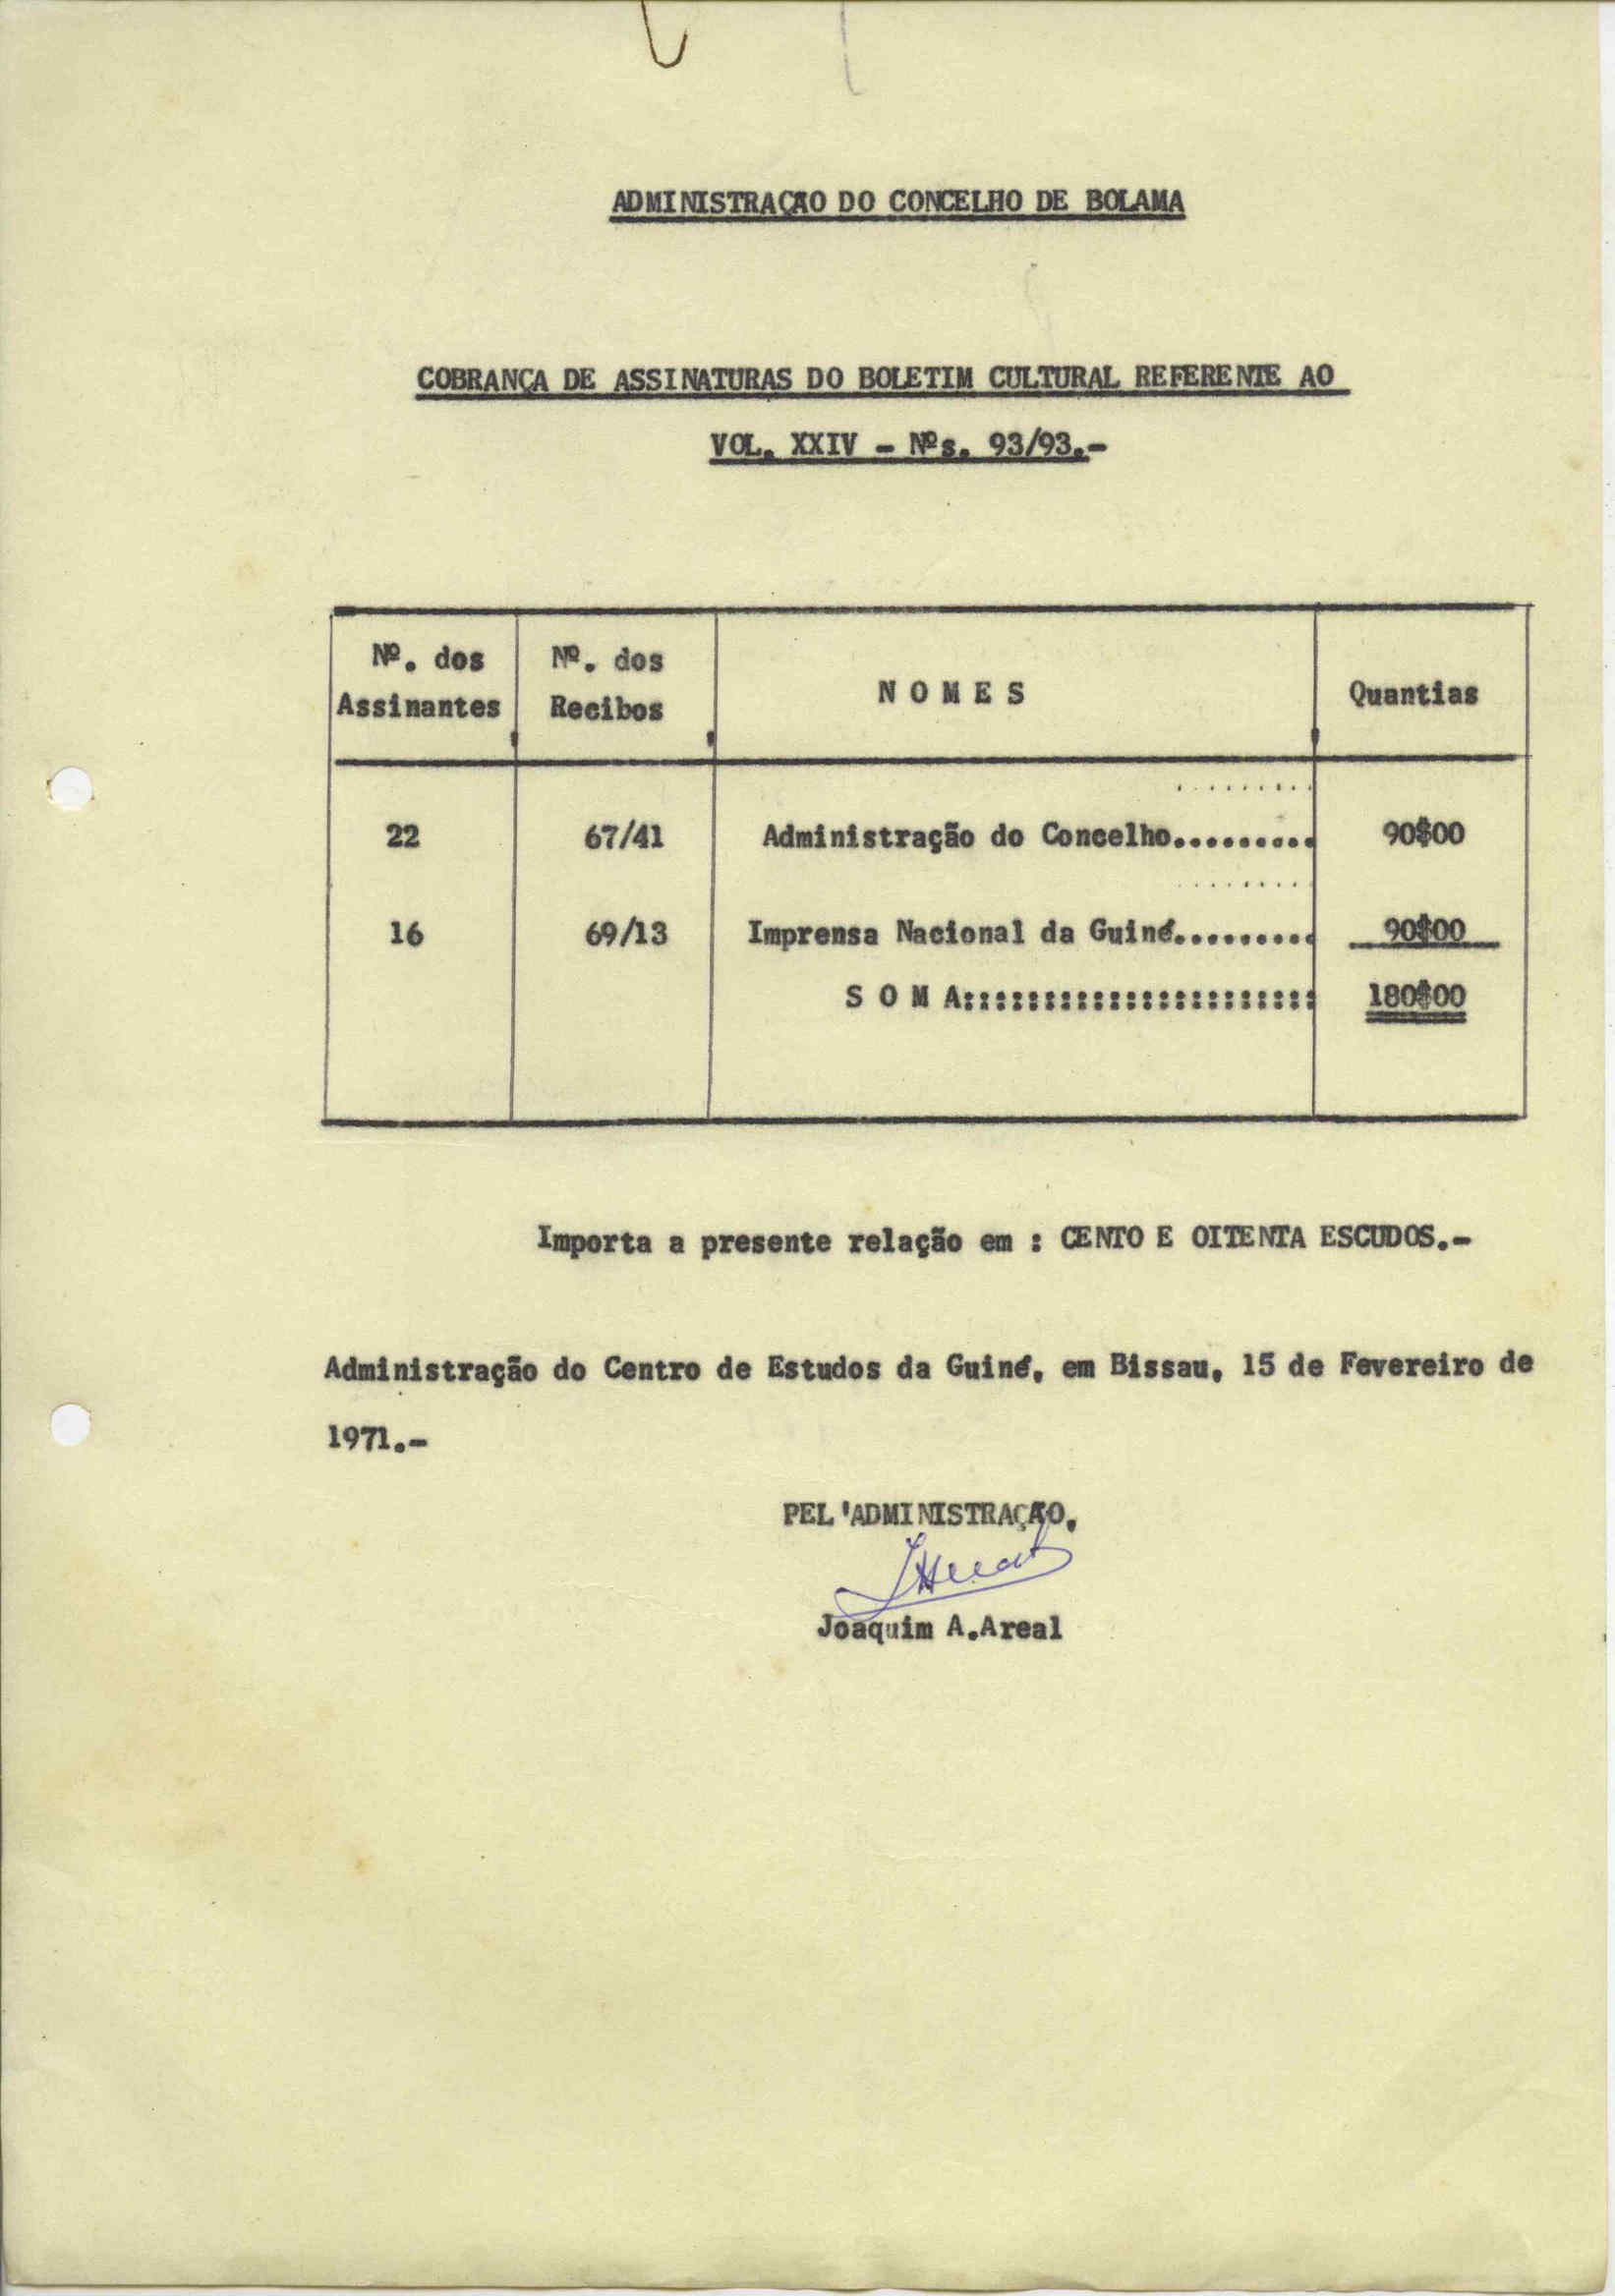 ADMINISTRAÇÃO DO CONCELHO DE BOLAMA
COBRANÇA DE ASSINATURAS DO BOLETIM CULTURAL REFERENTE AO
VOL. XXIV - Nºs. 93/93.-
Nº. dos Assinantes Nº. dos Recibos N O M E S Quantias
22 67/41 Administração do Concelho......... 90$00
16 69/13 Imprensa Nacional da Guiné......... 90$00
S O M A:::::::::::::::::::::: 180$00
Importa a presente relação em : CENTO E OITENTA ESCUDOS.-
Administração do Centro de Estudos da Guiné, em Bissau, 15 de Fevereiro de
1971.-
PEL'ADMINISTRAÇÃO,
Joaquim A.Areal